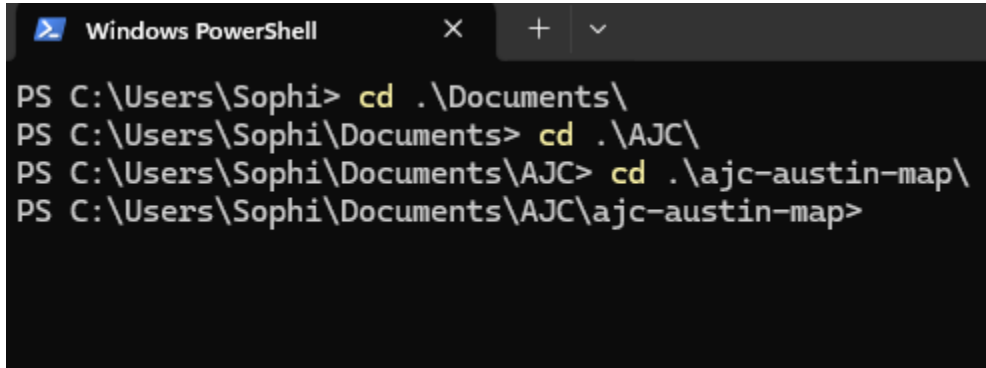 Windows PowerShell
PS C:\Users\Sophi> cd .\Documents\
PS C:\Users\Sophi\Documents> cd .\AJC\
PS C:\Users\Sophi\Documents\AJC> cd .\ajc-austin-map\
PS C:\Users\Sophi\Documents\AJC\ajc-austin-map>